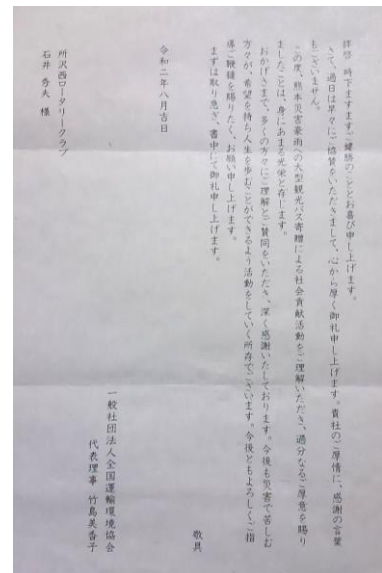 拝啓 時下ますますご健勝のこととお喜び申し上げます。
さて、過日は早々にご協賛をいただきまして、心から厚く御礼申し上げます。貴社のご厚情に、感謝の言葉
もございません。
この度、熊本災害豪雨への大型観光バス寄贈による社会貢献活動をご理解いただき、過分なるご厚意を賜り
ましたことは、身にあまる光栄と存じます。
おかげさまで、多くの方々にご理解とご賛同をいただき、深く感謝いたしております。今後も災害で苦しむ
方々が、希望を持ち人生を歩むことができるよう活動をしていく所存でございます。今後ともよろしくご指
導ご鞭撻を賜りたく、お願い申し上げます。
まずは取り急ぎ、書中にて御礼申し上げます。
敬具
令和二年八月吉日
一般社団法人全国運輸環境協会
代表理事 竹島美香子
所沢西ロータリークラブ
石井 秀夫 様